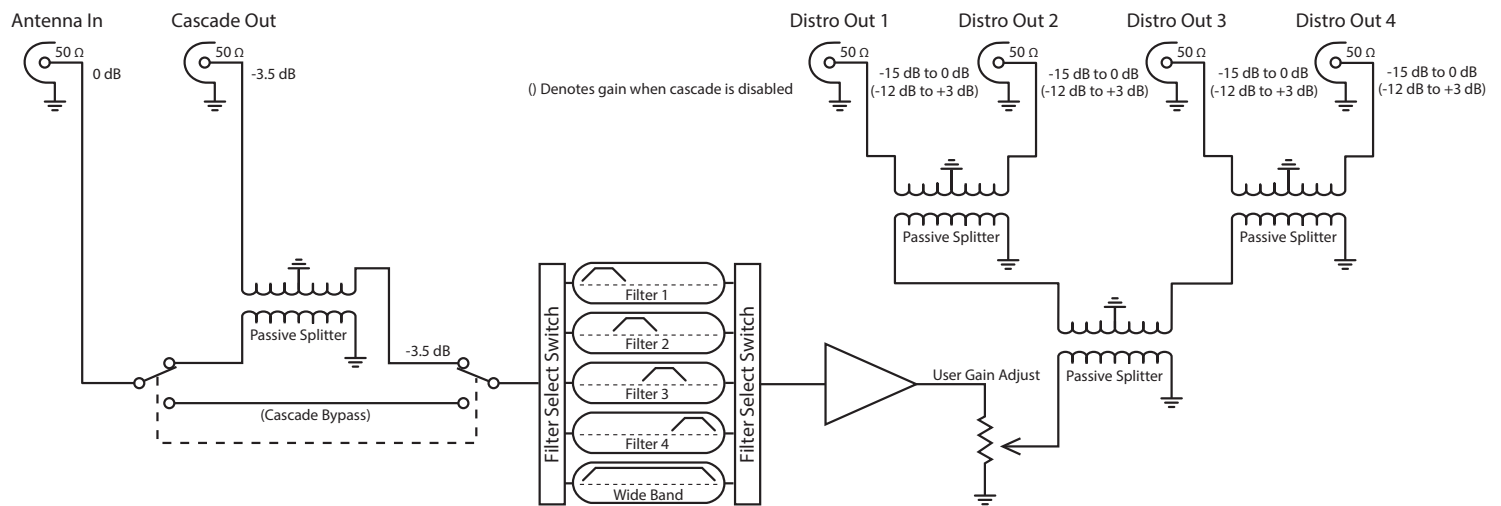 Antenna In
50 Ω
0 dB
Cascade Out
50 Ω
-3.5 dB
() Denotes gain when cascade is disabled
Distro Out 1
50 Ω
-15 dB to 0 dB
(-12 dB to +3 dB)
Distro Out 2
50 Ω
-15 dB to 0 dB
(-12 dB to +3 dB)
Distro Out 3
50 Ω
-15 dB to 0 dB
(-12 dB to +3 dB)
Distro Out 4
50 Ω
-15 dB to 0 dB
(-12 dB to +3 dB)
Passive Splitter
Passive Splitter
Passive Splitter
-3.5 dB
(Cascade Bypass)
Filter Select Switch
Filter 1
Filter 2
Filter 3
Filter 4
Wide Band
Filter Select Switch
User Gain Adjust
Passive Splitter